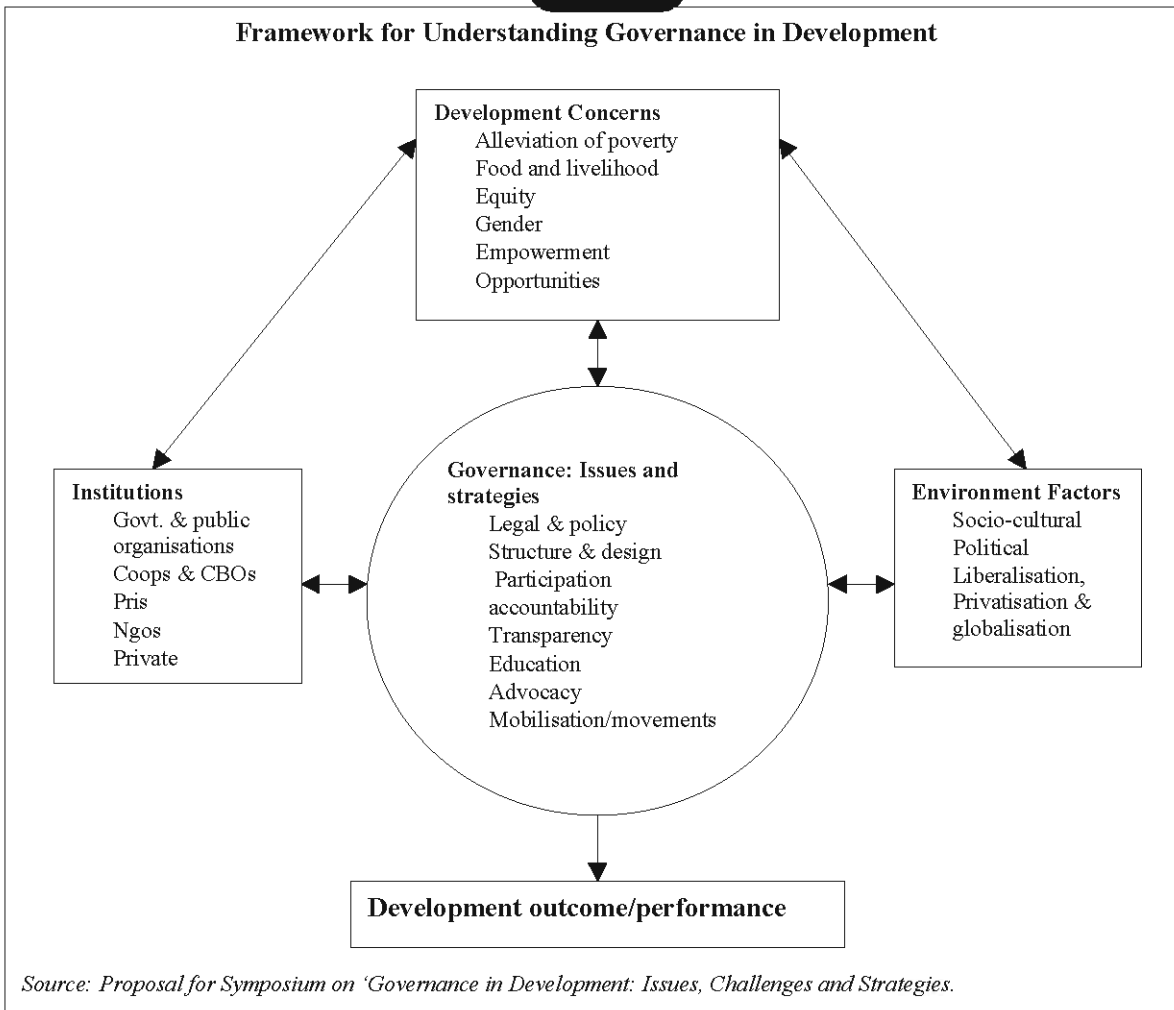 Framework for Understanding Governance in Development
Development Concerns
Alleviation of poverty
Food and livelihood
Equity
Gender
Empowerment
Opportunities
Institutions
Govt. & public
organisations
Coops & CBOs
Pris
Ngos
Private
Governance: Issues and
strategies
Legal & policy
Structure & design
Participation
accountability
Transparency
Education
Advocacy
Mobilisation/movements
Environment Factors
Socio-cultural
Political
Liberalisation,
Privatisation &
globalisation
Development outcome/performance
Source: Proposal for Symposium on ‘Governance in Development: Issues, Challenges and Strategies.